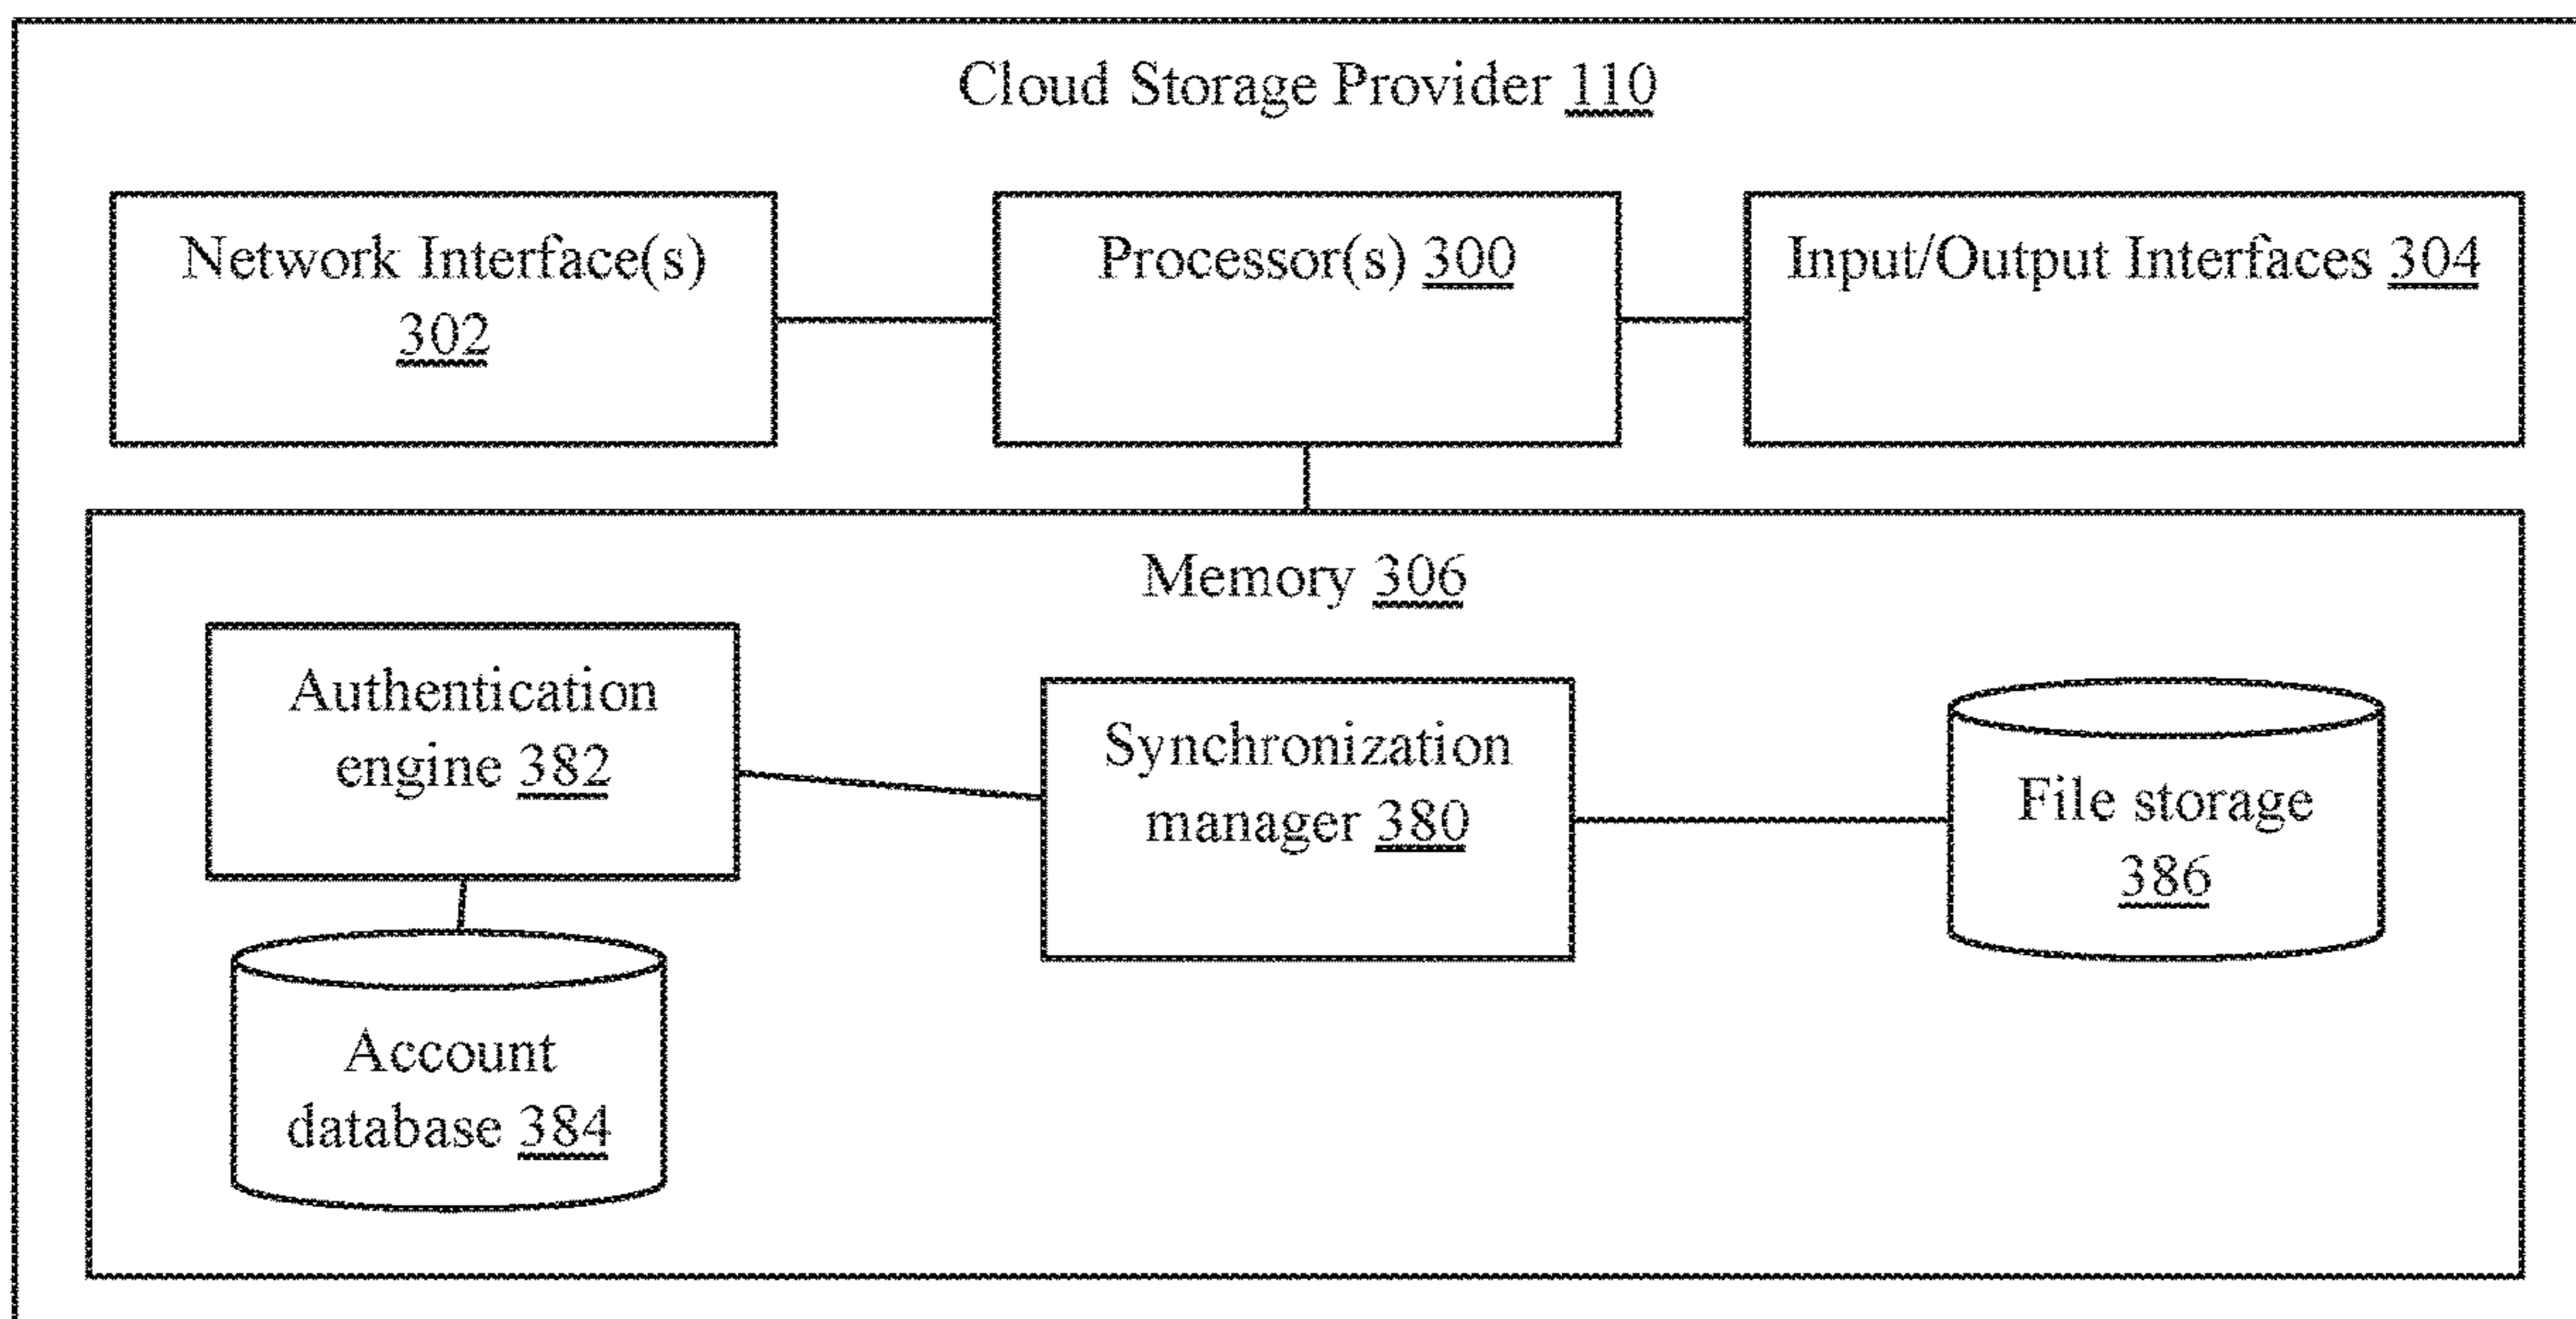 Cloud Storage Provider 110
Network Interface(s)
302
Processor(s) 300
Input/Output Interfaces 304
Memory 306
Authentication
engine 382
Synchronization
manager 380
File storage
386
Account
database 384